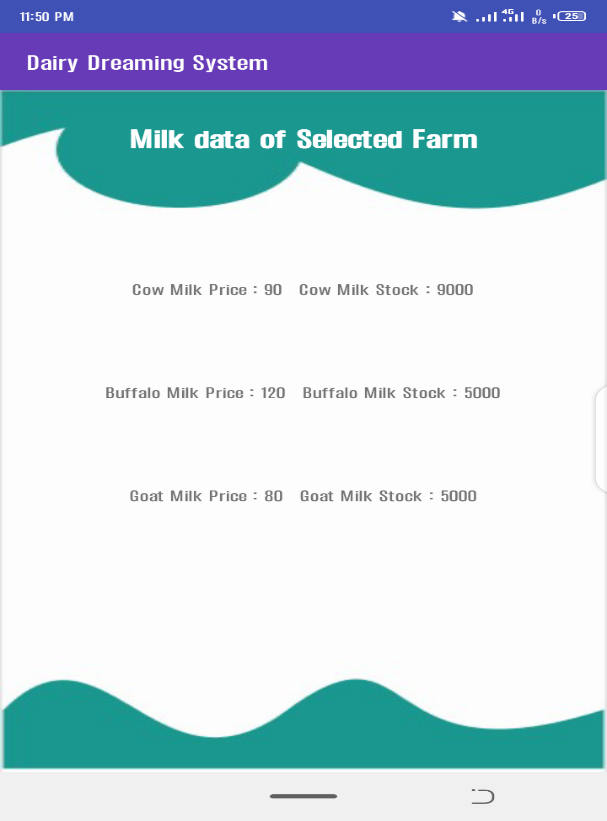 11:50 PM 4G 0 B/s 25
Dairy Dreaming System
Milk data of Selected Farm
Cow Milk Price : 90 Cow Milk Stock : 9000
Buffalo Milk Price : 120 Buffalo Milk Stock : 5000
Goat Milk Price : 80 Goat Milk Stock : 5000